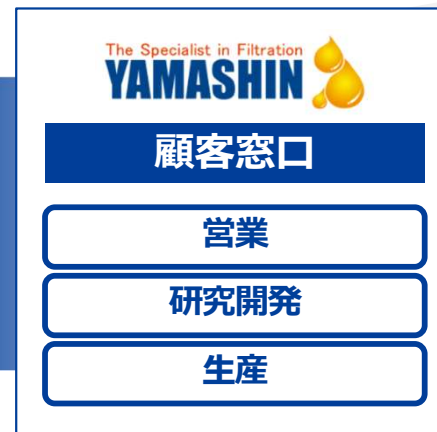 The Specialist in Filtration
YAMASHIN
顧客窓口
営業
研究開発
生産